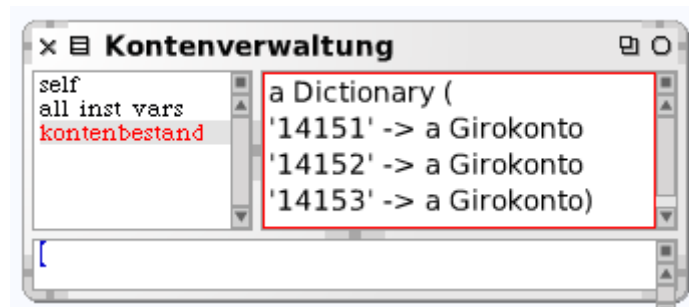 Kontenverwaltung
self
all inst vars
kontenbestand
a Dictionary (
'14151' -> a Girokonto
'14152' -> a Girokonto
'14153' -> a Girokonto)